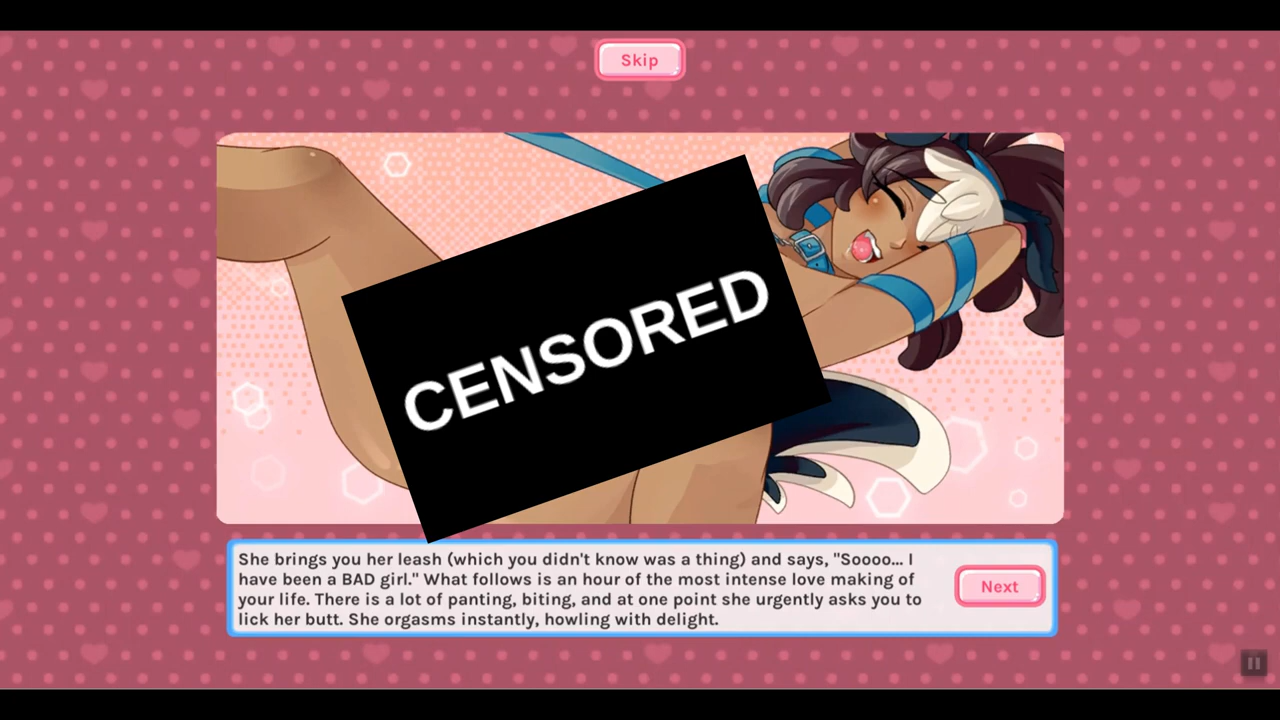 Skip
CENSORED
She brings you her leash (which you didn't know was a thing) and says, "Soooo... I
have been a BAD girl." What follows is an hour of the most intense love making of
your life. There is a lot of panting, biting, and at one point she urgently asks you to
lick her butt. She orgasms instantly, howling with delight.
Next